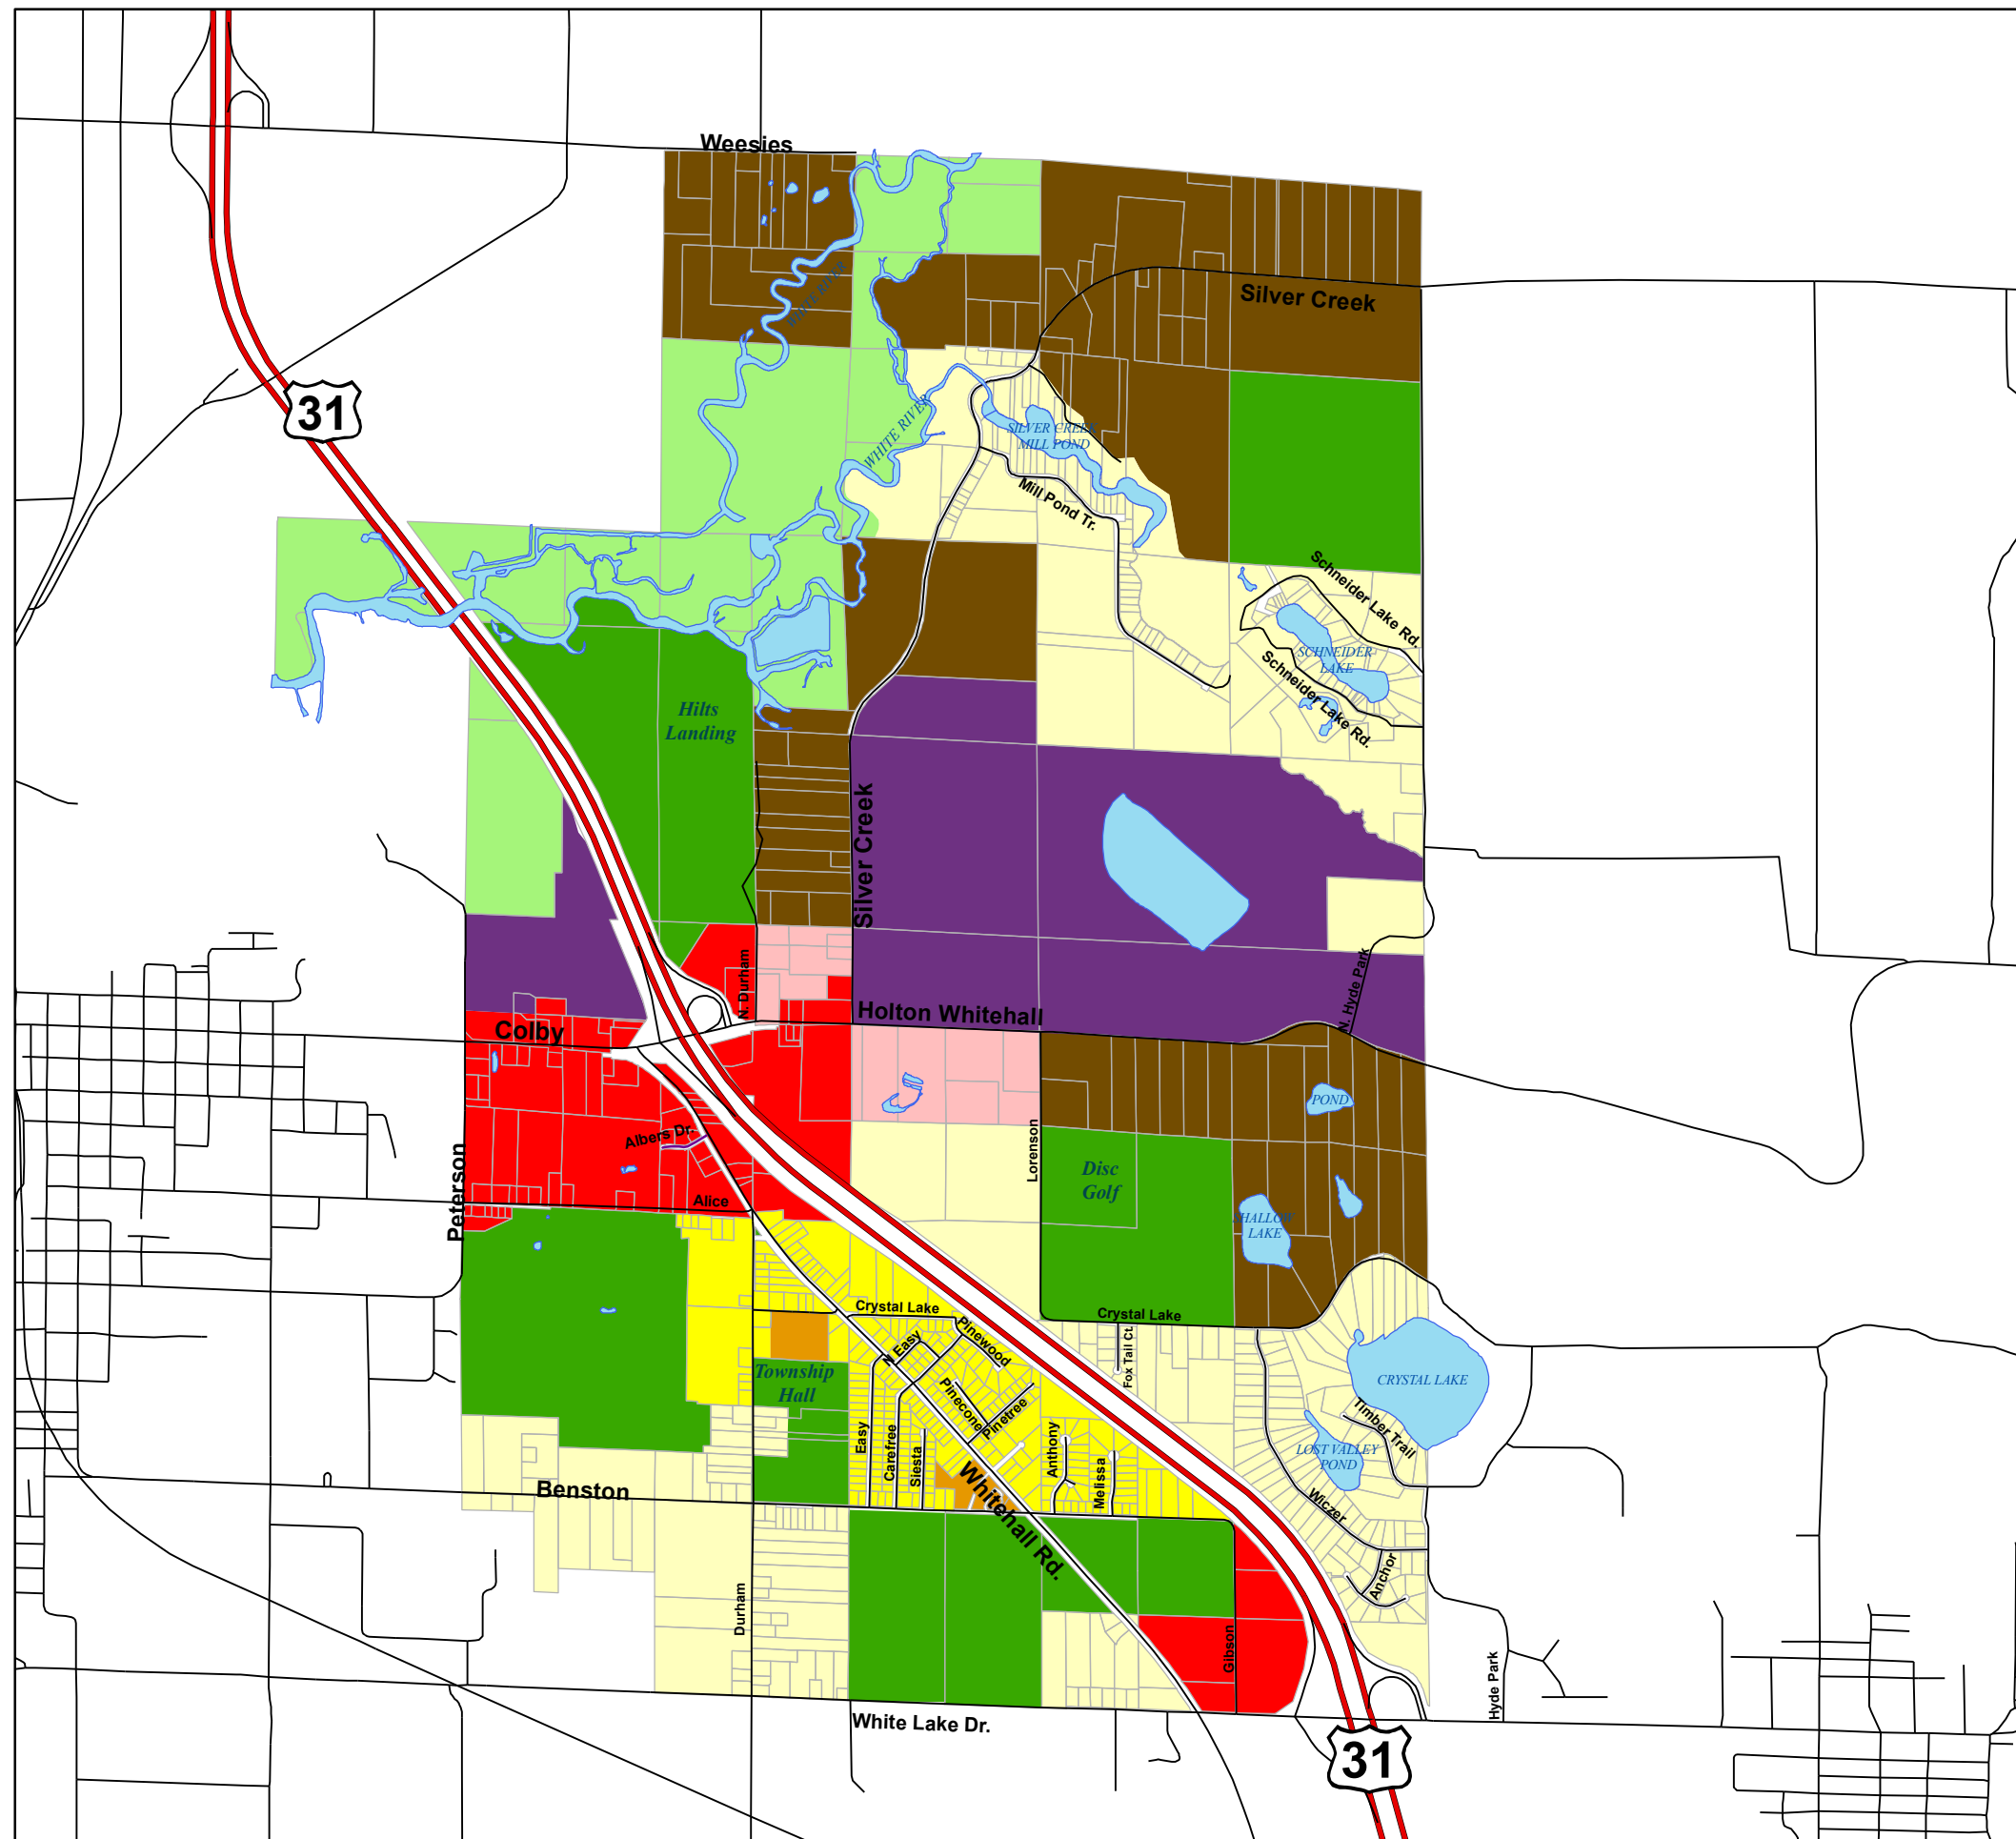 Weesies
WHITE RIVER
Silver Creek
31
WHITE RIVER
SILVER CREEK
MILL POND
Mill Pond Tr.
Schneider Lake Rd.
SCHNEIDER
LAKE
Schneider Lake Rd.
Hilts
Landing
Silver Creek
N. Durham
N. Hyde Park
Holton Whitehall
Colby
POND
Albers Dr.
Lorenson
Peterson
Disc
Golf
Alice
SHALLOW
LAKE
Crystal Lake
Crystal Lake
Pinewood
N Easy
Fox Tail Ct.
Township
Hall
CRYSTAL LAKE
Pinecone
Pinetree
Timber Trail
Easy
Carefree
Siesta
Anthony
Melissa
LOST VALLEY
POND
Benston
Whitehall Rd.
Wiczer
Anchor
Durham
Gibson
Hyde Park
White Lake Dr.
31